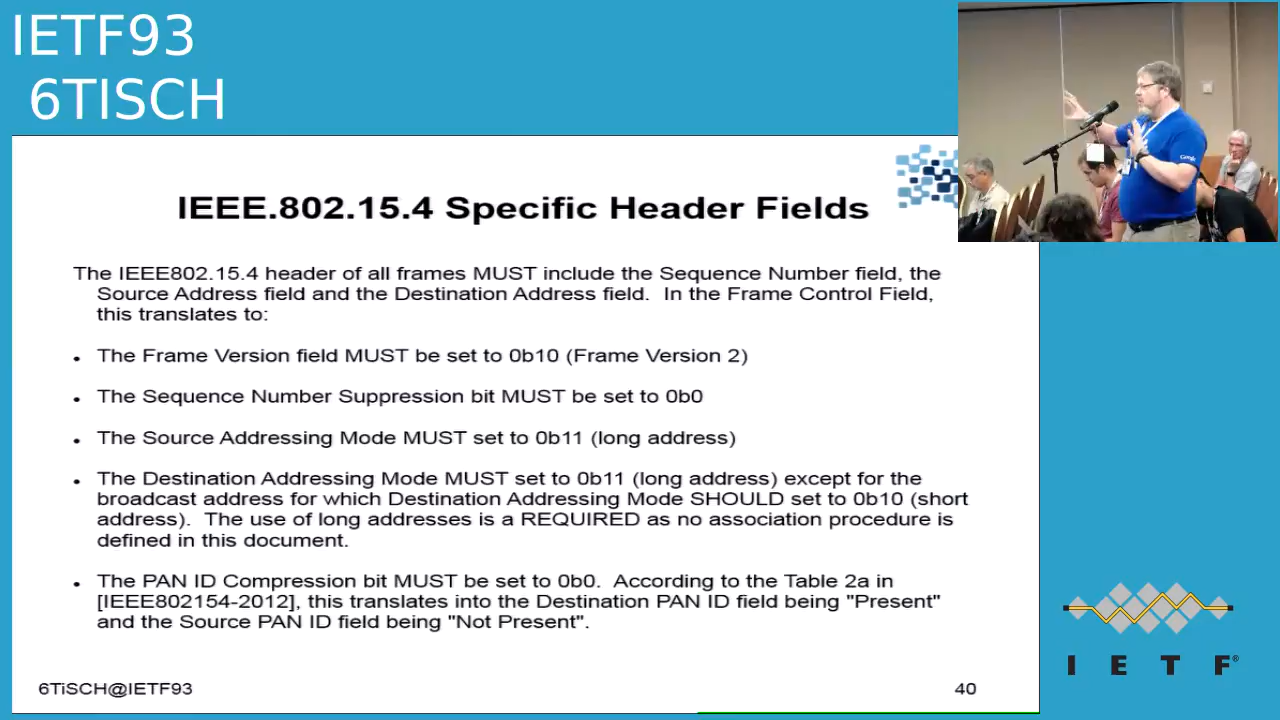 IETF93
6TISCH
IEEE.802.15.4 Specific Header Fields
The IEEE802.15.4 header of all frames MUST include the Sequence Number field, the
Source Address field and the Destination Address field. In the Frame Control Field,
this translates to:
• The Frame Version field MUST be set to 0b10 (Frame Version 2)
• The Sequence Number Suppression bit MUST be set to 0b0
• The Source Addressing Mode MUST set to 0b11 (long address)
• The Destination Addressing Mode MUST set to 0b11 (long address) except for the
broadcast address for which Destination Addressing Mode SHOULD set to 0b10 (short
address). The use of long addresses is a REQUIRED as no association procedure is
defined in this document.
• The PAN ID Compression bit MUST be set to 0b0. According to the Table 2a in
[IEEE802154-2012], this translates into the Destination PAN ID field being "Present"
and the Source PAN ID field being "Not Present".
6TiSCH@IETF93
40
Google
I E T F®